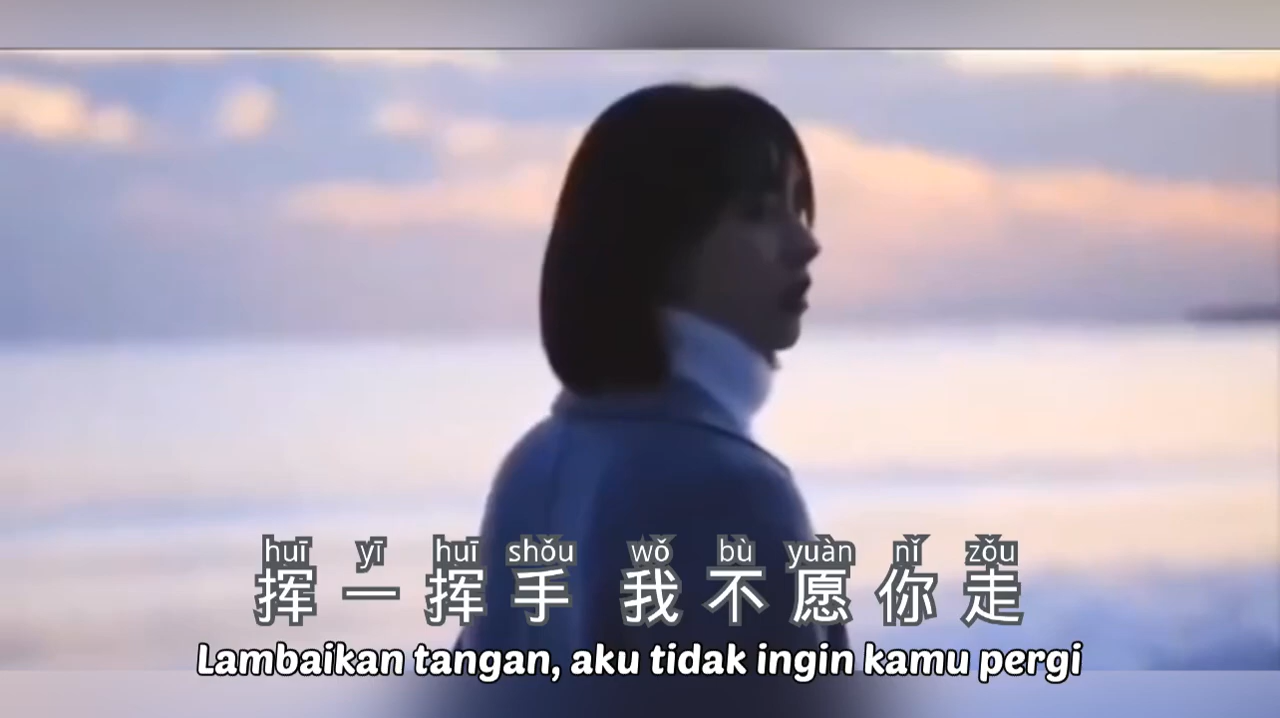 huī yī huī shǒu wǒ bù yuàn nǐ zǒu
挥一挥手 我不愿你走
Lambaikan tangan, aku tidak ingin kamu pergi